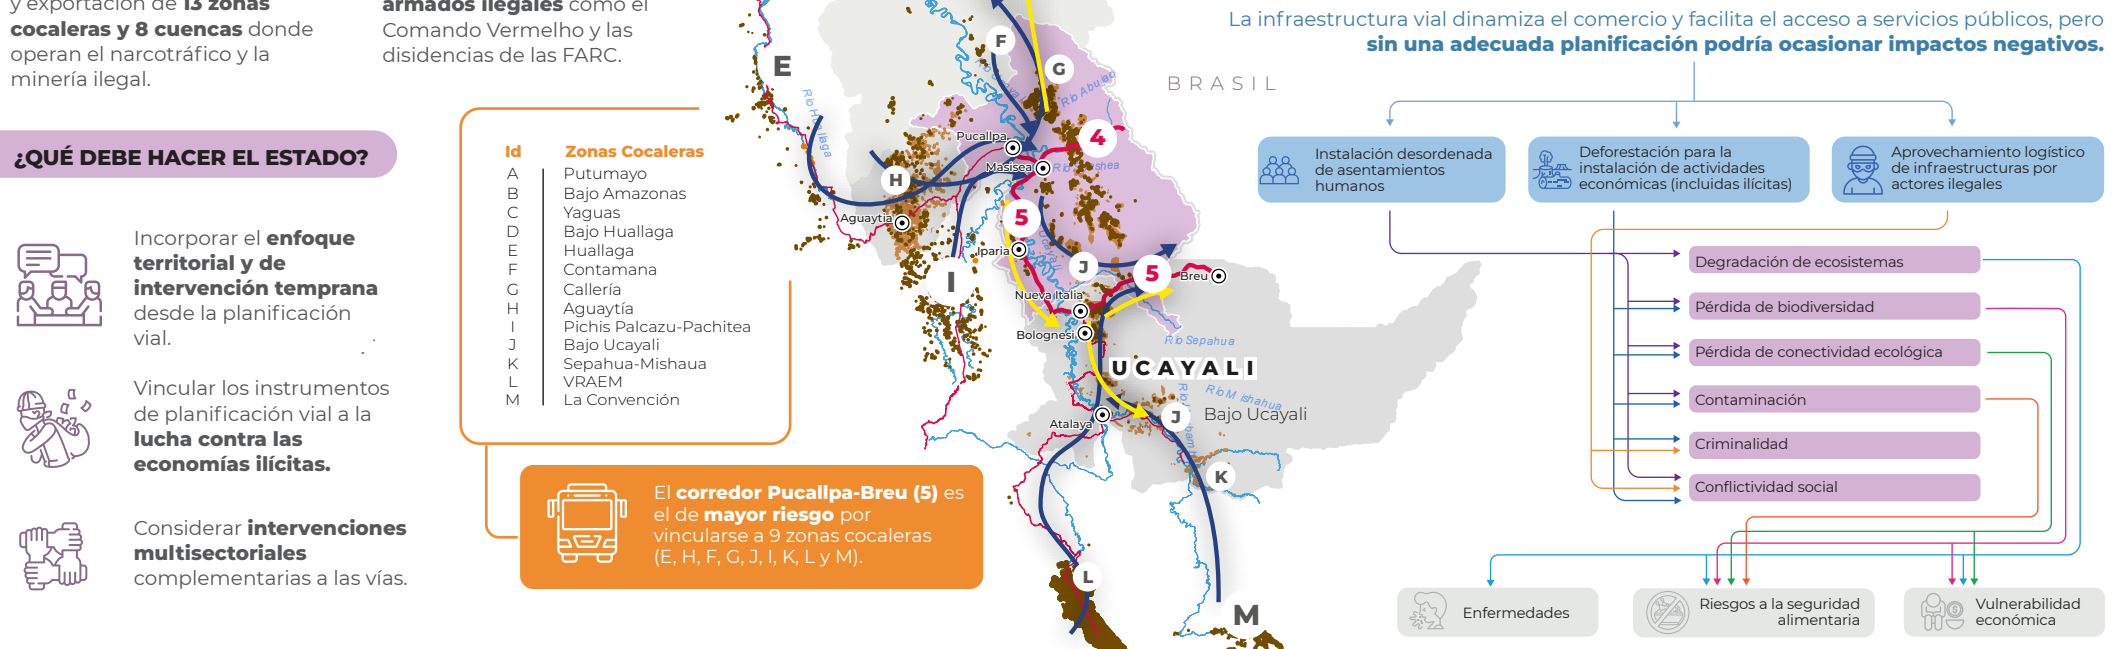 y exportación de 13 zonas
cocaleras y 8 cuencas donde
operan el narcotráfico y la
minería ilegal.
armados ilegales como el
Comando Vermelho y las
disidencias de las FARC.
¿QUÉ DEBE HACER EL ESTADO?
Incorporar el enfoque
territorial y de
intervención temprana
desde la planificación
vial.
Vincular los instrumentos
de planificación vial a la
lucha contra las
economías ilícitas.
Considerar intervenciones
multisectoriales
complementarias a las vías.
Id Zonas Cocaleras
A Putumayo
B Bajo Amazonas
C Yaguas
D Bajo Huallaga
E Huallaga
F Contamana
G Callería
H Aguaytía
I Pichis Palcazu-Pachitea
J Bajo Ucayali
K Sepahua-Mishaua
L VRAEM
M La Convención
El corredor Pucallpa-Breu (5) es
el de mayor riesgo por
vincularse a 9 zonas cocaleras
(E, H, F, G, J, I, K, L y M).
E
F
G
BRASIL
Río Huallaga
Río Abujao
Pucallpa
4
Masisea
H
Aguaytia
5
Iparia
Ucayali
I
J
5
Breu
Nueva Italia
Bolognesi
Río Sepahua
UCAYALI
Río Mishahua
J
Bajo Ucayali
Atalaya
K
L
M
La infraestructura vial dinamiza el comercio y facilita el acceso a servicios públicos, pero
sin una adecuada planificación podría ocasionar impactos negativos.
Instalación desordenada
de asentamientos
humanos
Deforestación para la
instalación de actividades
económicas (incluidas ilícitas)
Aprovechamiento logístico
de infraestructuras por
actores ilegales
Degradación de ecosistemas
Pérdida de biodiversidad
Pérdida de conectividad ecológica
Contaminación
Criminalidad
Conflictividad social
Enfermedades
Riesgos a la seguridad
alimentaria
Vulnerabilidad
económica